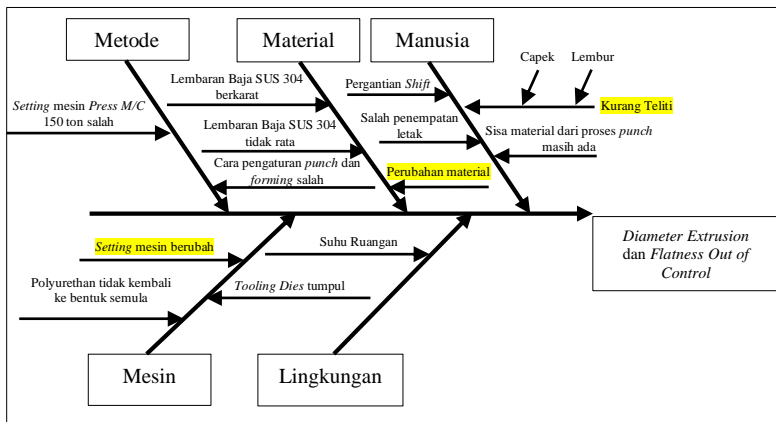 Metode
Material
Manusia
Capek
Lembur
Lembaran Baja SUS 304
berkarat
Pergantian Shift
Kurang Teliti
Setting mesin Press M/C
150 ton salah
Lembaran Baja SUS 304
tidak rata
Salah penempatan
letak
Sisa material dari proses punch
masih ada
Cara pengaturan punch dan
forming salah
Perubahan material
Diameter Extrusion
dan Flatness Out of
Control
Setting mesin berubah
Suhu Ruangan
Polyurethan tidak kembali
ke bentuk semula
Tooling Dies tumpul
Mesin
Lingkungan